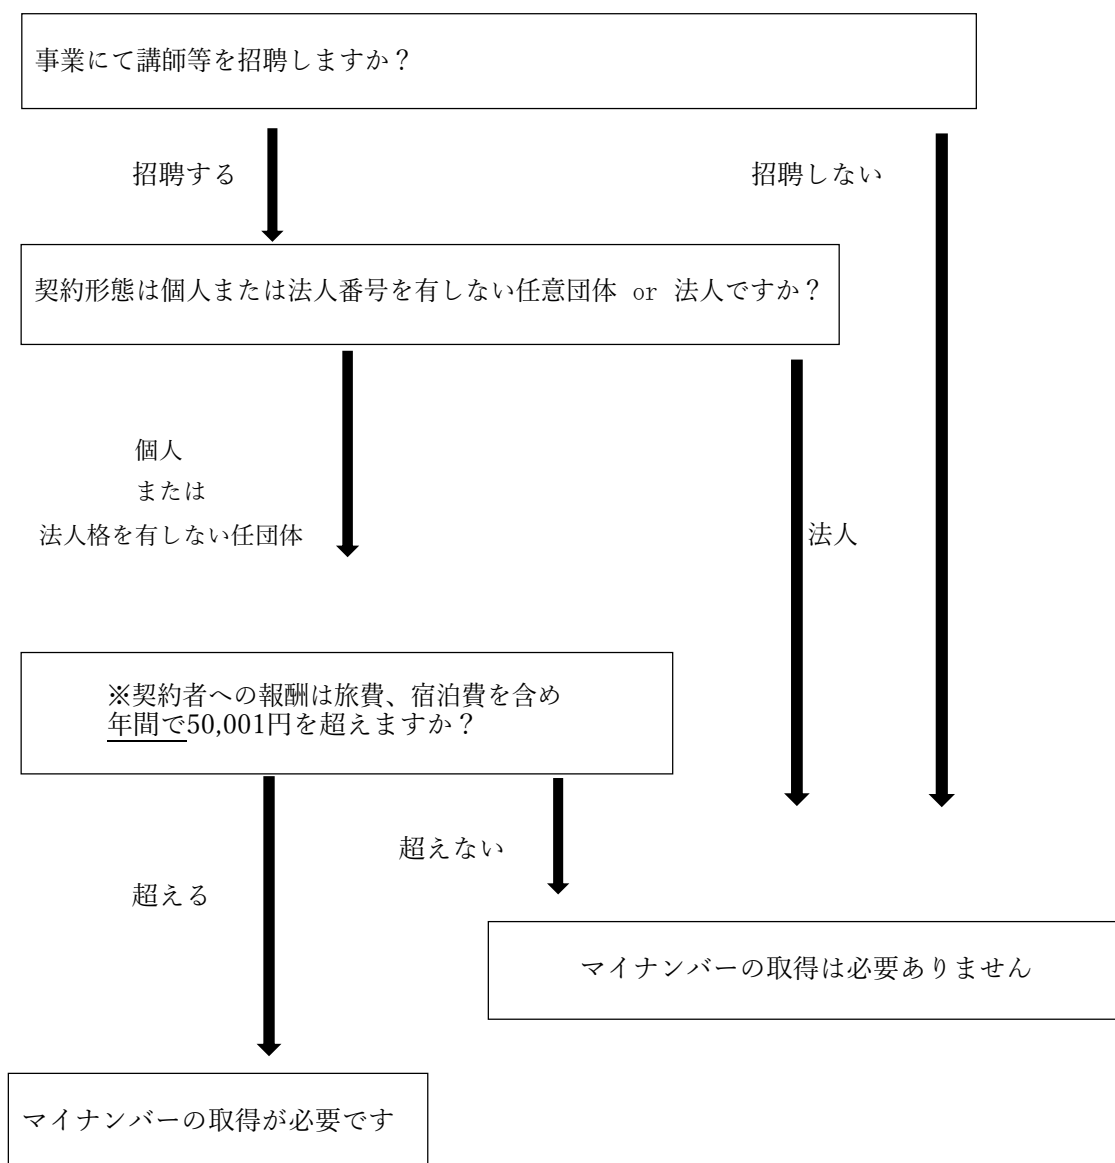 事業にて講師等を招聘しますか？
招聘する
招聘しない
契約形態は個人または法人番号を有しない任意団体 or 法人ですか？
個人
または
法人格を有しない任団体
法人
※契約者への報酬は旅費、宿泊費を含め
年間で50,001円を超えますか？
超えない
超える
マイナンバーの取得は必要ありません
マイナンバーの取得が必要です